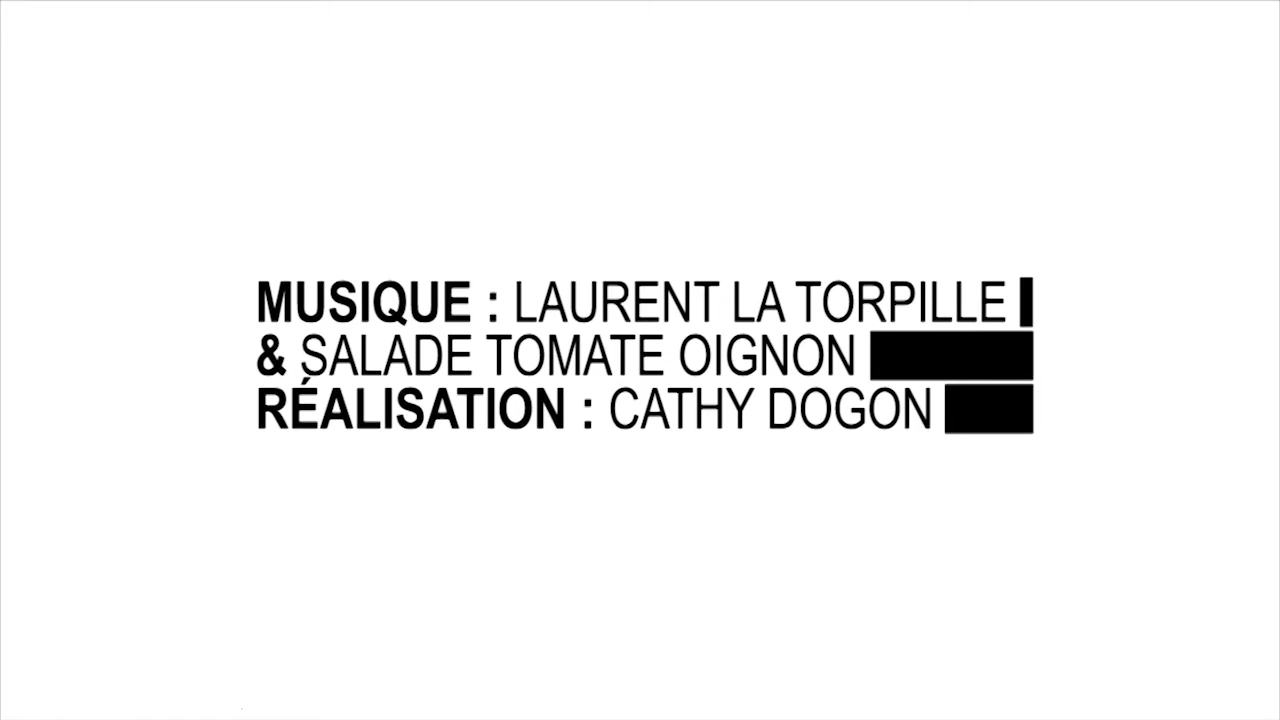 MUSIQUE : LAURENT LA TORPILLE
& SALADE TOMATE OIGNON
RÉALISATION : CATHY DOGON